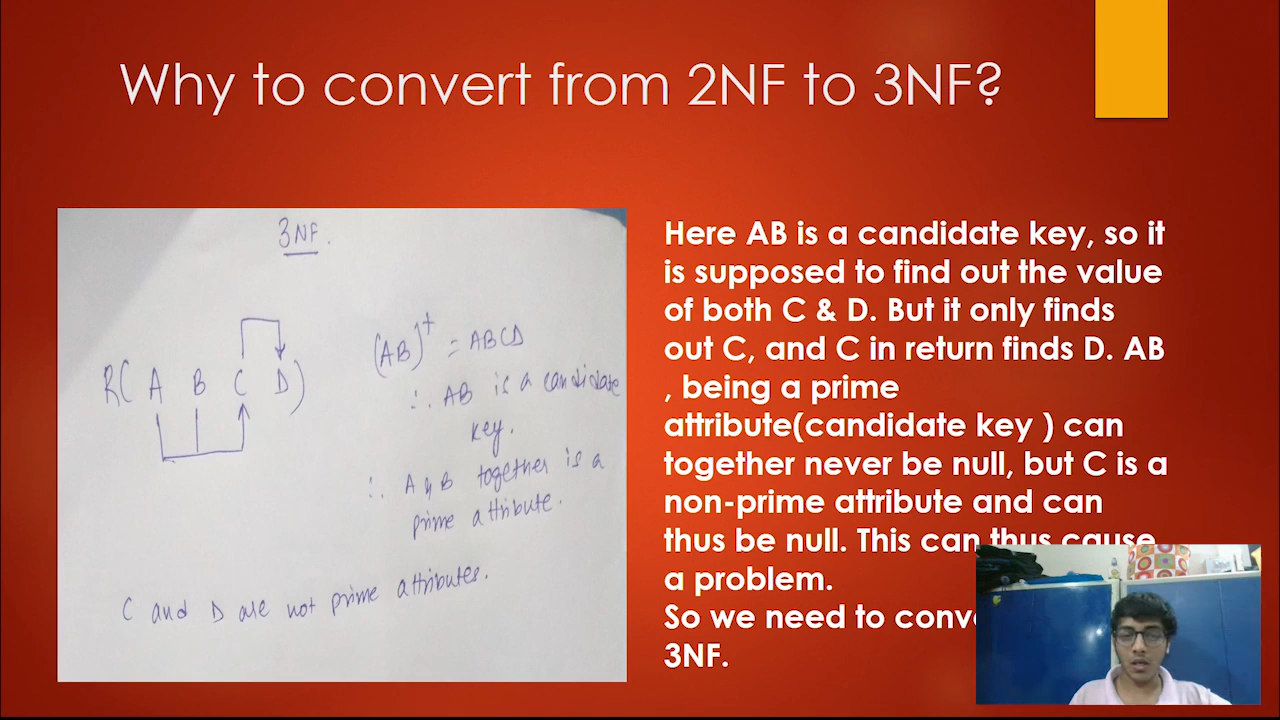 Why to convert from 2NF to 3NF?
3NF.
R( A B C D )
(AB)⁺ = ABCD
∴ AB is a candidate
key.
∴ A & B together is a
prime attribute.
C and D are not prime attributes.
Here AB is a candidate key, so it
is supposed to find out the value
of both C & D. But it only finds
out C, and C in return finds D. AB
, being a prime
attribute(candidate key ) can
together never be null, but C is a
non-prime attribute and can
thus be null. This can thus cause
a problem.
So we need to conv
3NF.